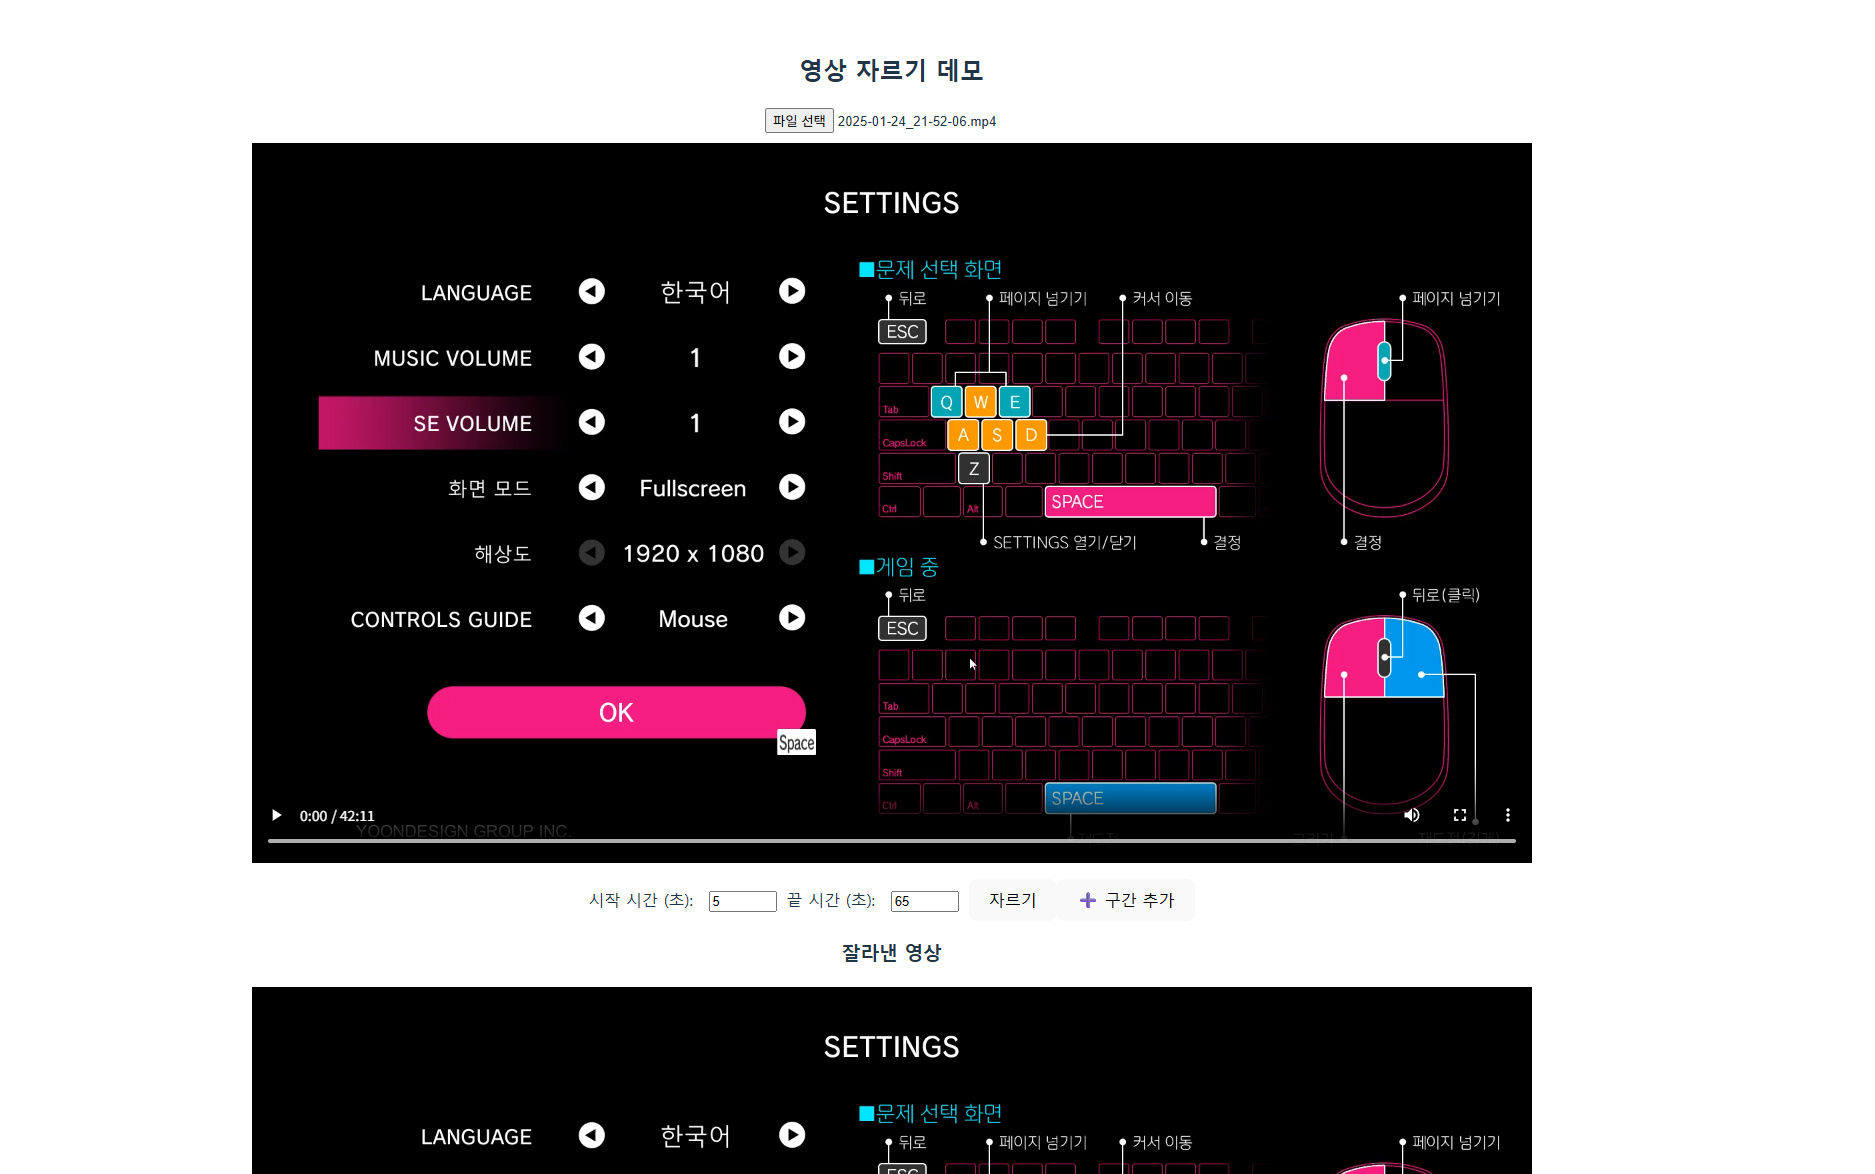 영상 자르기 데모
파일 선택 2025-01-24_21-52-06.mp4
SETTINGS
LANGUAGE 한국어
MUSIC VOLUME 1
SE VOLUME 1
화면 모드 Fullscreen
해상도 1920 x 1080
CONTROLS GUIDE Mouse
OK
Space
■문제 선택 화면
뒤로 페이지 넘기기 커서 이동 페이지 넘기기
ESC
Tab Q W E
CapsLock A S D
Shift Z
Ctrl Alt SPACE
SETTINGS 열기/닫기 결정 결정
■게임 중
뒤로 뒤로(클릭)
ESC
Tab
CapsLock
Shift
Ctrl Alt SPACE
0:00 / 42:11
YOONDESIGN GROUP INC.
시작 시간 (초): 5 끝 시간 (초): 65 자르기 ➕ 구간 추가
잘라낸 영상
SETTINGS
■문제 선택 화면
LANGUAGE 한국어
뒤로 페이지 넘기기 커서 이동 페이지 넘기기
ESC